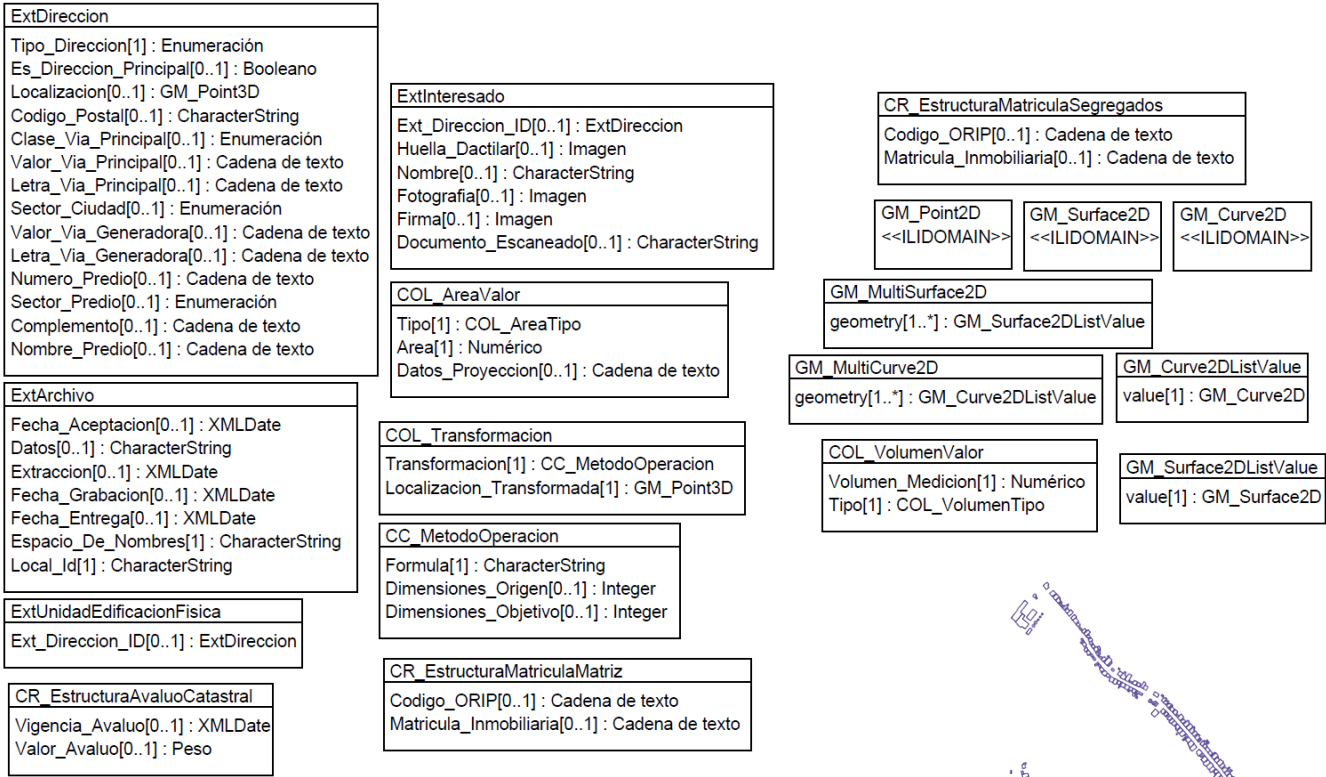 ExtDireccion
Tipo_Direccion[1] : Enumeración
Es_Direccion_Principal[0..1] : Booleano
Localizacion[0..1] : GM_Point3D
Codigo_Postal[0..1] : CharacterString
Clase_Via_Principal[0..1] : Enumeración
Valor_Via_Principal[0..1] : Cadena de texto
Letra_Via_Principal[0..1] : Cadena de texto
Sector_Ciudad[0..1] : Enumeración
Valor_Via_Generadora[0..1] : Cadena de texto
Letra_Via_Generadora[0..1] : Cadena de texto
Numero_Predio[0..1] : Cadena de texto
Sector_Predio[0..1] : Enumeración
Complemento[0..1] : Cadena de texto
Nombre_Predio[0..1] : Cadena de texto
ExtArchivo
Fecha_Aceptacion[0..1] : XMLDate
Datos[0..1] : CharacterString
Extraccion[0..1] : XMLDate
Fecha_Grabacion[0..1] : XMLDate
Fecha_Entrega[0..1] : XMLDate
Espacio_De_Nombres[1] : CharacterString
Local_Id[1] : CharacterString
ExtUnidadEdificacionFisica
Ext_Direccion_ID[0..1] : ExtDireccion
CR_EstructuraAvaluoCatastral
Vigencia_Avaluo[0..1] : XMLDate
Valor_Avaluo[0..1] : Peso
ExtInteresado
Ext_Direccion_ID[0..1] : ExtDireccion
Huella_Dactilar[0..1] : Imagen
Nombre[0..1] : CharacterString
Fotografia[0..1] : Imagen
Firma[0..1] : Imagen
Documento_Escaneado[0..1] : CharacterString
COL_AreaValor
Tipo[1] : COL_AreaTipo
Area[1] : Numérico
Datos_Proyeccion[0..1] : Cadena de texto
COL_Transformacion
Transformacion[1] : CC_MetodoOperacion
Localizacion_Transformada[1] : GM_Point3D
CC_MetodoOperacion
Formula[1] : CharacterString
Dimensiones_Origen[0..1] : Integer
Dimensiones_Objetivo[0..1] : Integer
CR_EstructuraMatriculaMatriz
Codigo_ORIP[0..1] : Cadena de texto
Matricula_Inmobiliaria[0..1] : Cadena de texto
CR_EstructuraMatriculaSegregados
Codigo_ORIP[0..1] : Cadena de texto
Matricula_Inmobiliaria[0..1] : Cadena de texto
GM_Point2D
<<ILIDOMAIN>>
GM_Surface2D
<<ILIDOMAIN>>
GM_Curve2D
<<ILIDOMAIN>>
GM_MultiSurface2D
geometry[1..*] : GM_Surface2DListValue
GM_MultiCurve2D
geometry[1..*] : GM_Curve2DListValue
GM_Curve2DListValue
value[1] : GM_Curve2D
COL_VolumenValor
Volumen_Medicion[1] : Numérico
Tipo[1] : COL_VolumenTipo
GM_Surface2DListValue
value[1] : GM_Surface2D